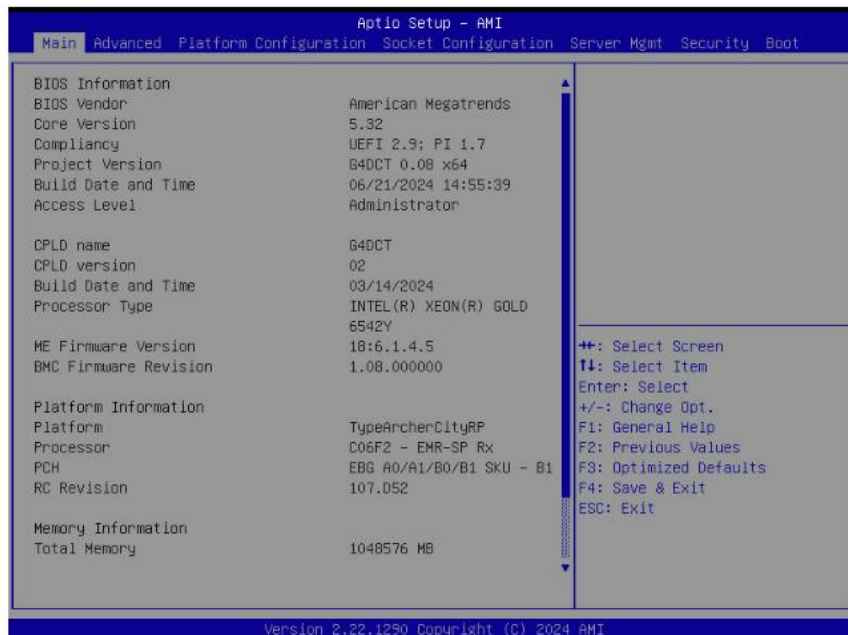 Aptio Setup – AMI
Main Advanced Platform Configuration Socket Configuration Server Mgmt Security Boot
BIOS Information
BIOS Vendor American Megatrends
Core Version 5.32
Compliancy UEFI 2.9; PI 1.7
Project Version G4DCT 0.08 x64
Build Date and Time 06/21/2024 14:55:39
Access Level Administrator
CPLD name G4DCT
CPLD version 02
Build Date and Time 03/14/2024
Processor Type INTEL(R) XEON(R) GOLD
6542Y
ME Firmware Version 18:6.1.4.5
BMC Firmware Revision 1.08.000000
Platform Information
Platform TypeArcherCityRP
Processor C06F2 – EMR-SP Rx
PCH EBG A0/A1/B0/B1 SKU – B1
RC Revision 107.D52
Memory Information
Total Memory 1048576 MB
→←: Select Screen
↑↓: Select Item
Enter: Select
+/-: Change Opt.
F1: General Help
F2: Previous Values
F3: Optimized Defaults
F4: Save & Exit
ESC: Exit
Version 2.22.1290 Copyright (C) 2024 AMI